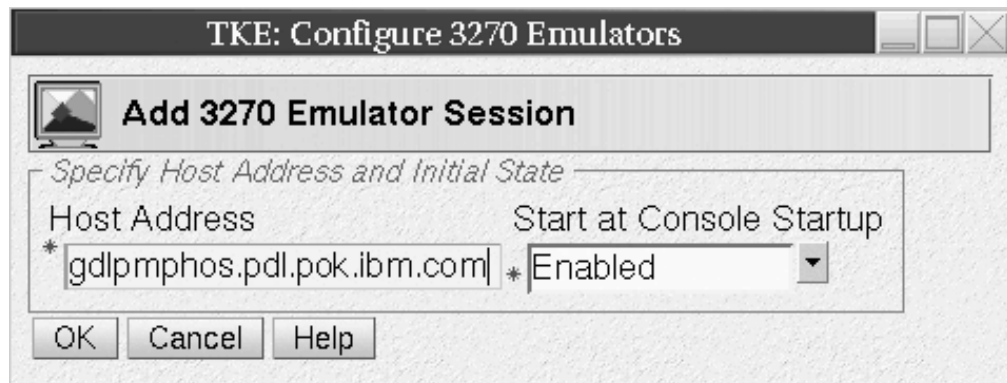 TKE: Configure 3270 Emulators
Add 3270 Emulator Session
Specify Host Address and Initial State
Host Address Start at Console Startup
* gdlpmphos.pdl.pok.ibm.com * Enabled
OK Cancel Help